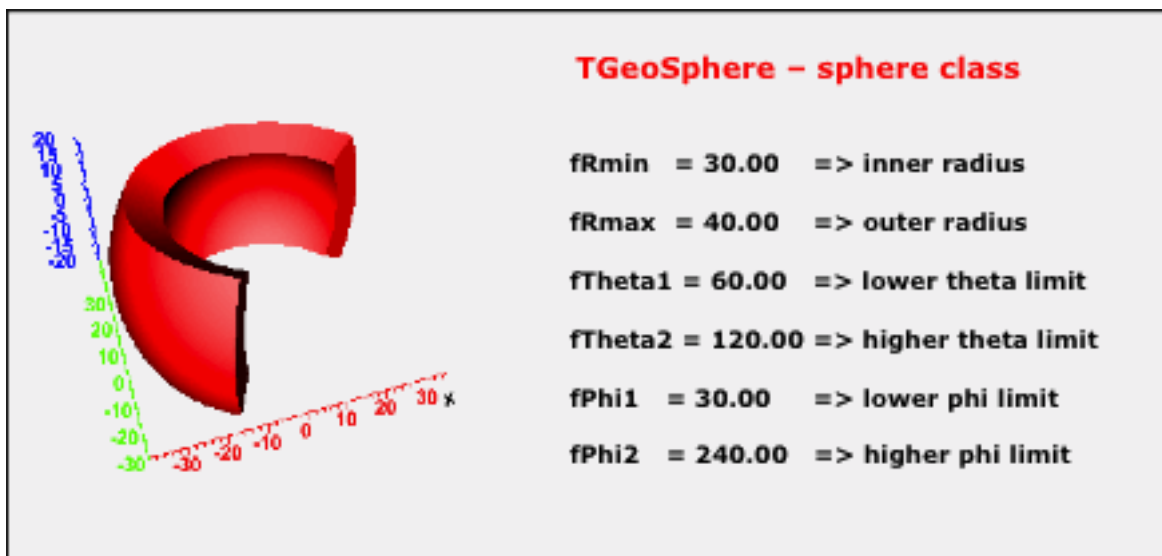 TGeoSphere – sphere class
fRmin = 30.00 => inner radius
fRmax = 40.00 => outer radius
fTheta1 = 60.00 => lower theta limit
fTheta2 = 120.00 => higher theta limit
fPhi1 = 30.00 => lower phi limit
fPhi2 = 240.00 => higher phi limit
20
-20
30
20
10
0
-10
-20
-30
-30 -20 -10 0 10 20 30 x